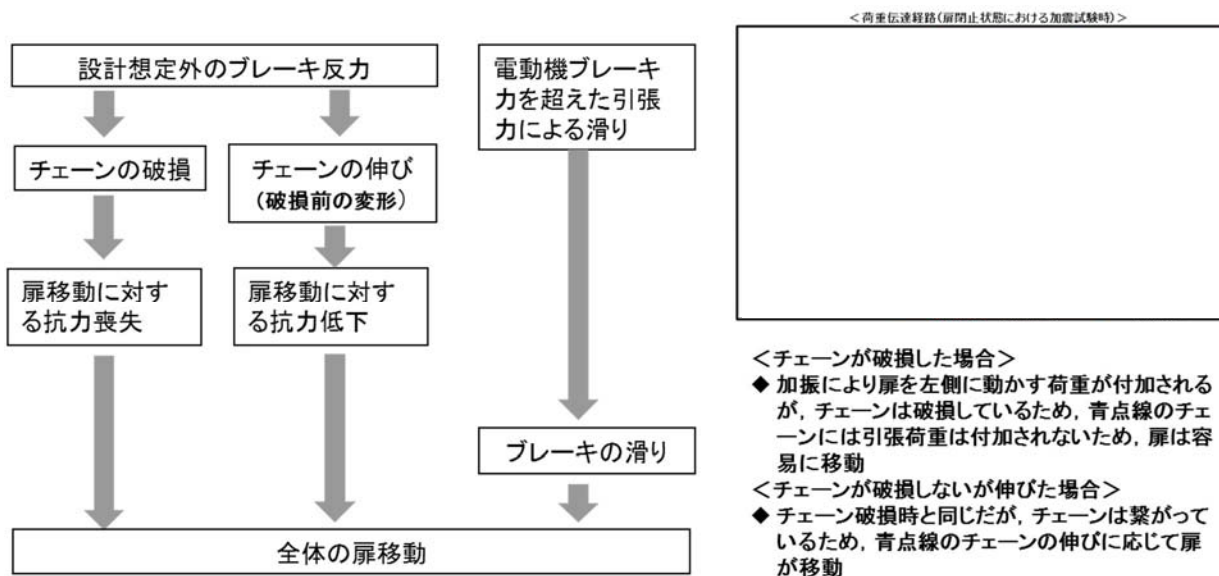 設計想定外のブレーキ反力
チェーンの破損
チェーンの伸び
(破損前の変形)
扉移動に対す
る抗力喪失
扉移動に対す
る抗力低下
電動機ブレーキ
力を超えた引張
力による滑り
ブレーキの滑り
全体の扉移動
＜荷重伝達経路(扉閉止状態における加震試験時)＞
＜チェーンが破損した場合＞
◆ 加振により扉を左側に動かす荷重が付加される
が，チェーンは破損しているため，青点線のチェ
ーンには引張荷重は付加されないため，扉は容
易に移動
＜チェーンが破損しないが伸びた場合＞
◆ チェーン破損時と同じだが，チェーンは繋がって
いるため，青点線のチェーンの伸びに応じて扉
が移動